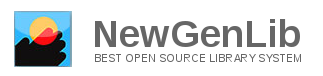 NewGenLib
BEST OPEN SOURCE LIBRARY SYSTEM